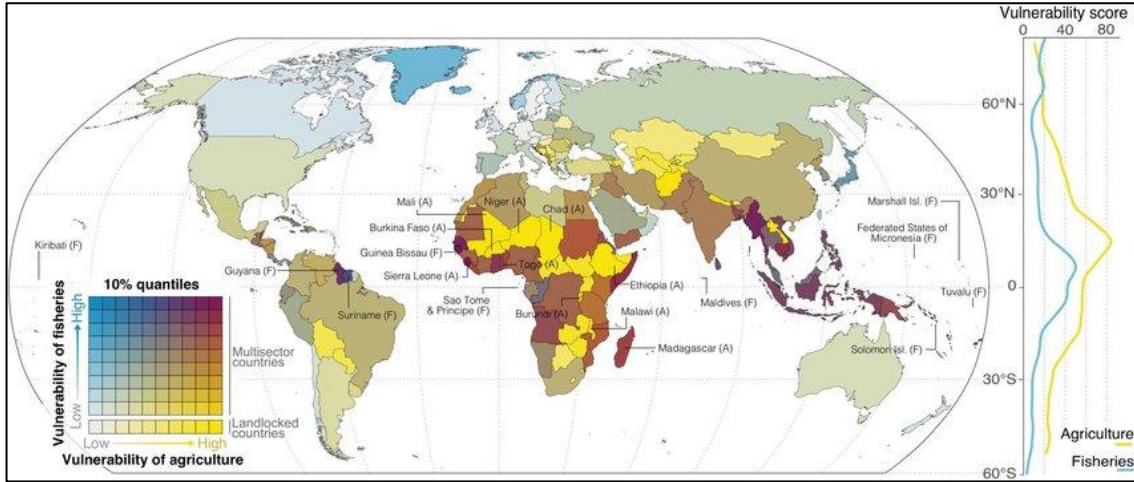 Vulnerability score
0 40 80
60°N
30°N
0
30°S
60°S
Mali (A)
Niger (A)
Chad (A)
Burkina Faso (A)
Guinea Bissau (F)
Togo (A)
Sierra Leone (A)
Ethiopia (A)
Sao Tome
& Principe (F)
Burundi (A)
Malawi (A)
Maldives (F)
Madagascar (A)
Marshall Isl. (F)
Federated States of
Micronesia (F)
Tuvalu (F)
Solomon Isl. (F)
Kiribati (F)
Guyana (F)
Suriname (F)
10% quantiles
Vulnerability of fisheries
High
Low
Multisector
countries
Landlocked
countries
Low
High
Vulnerability of agriculture
Agriculture
Fisheries